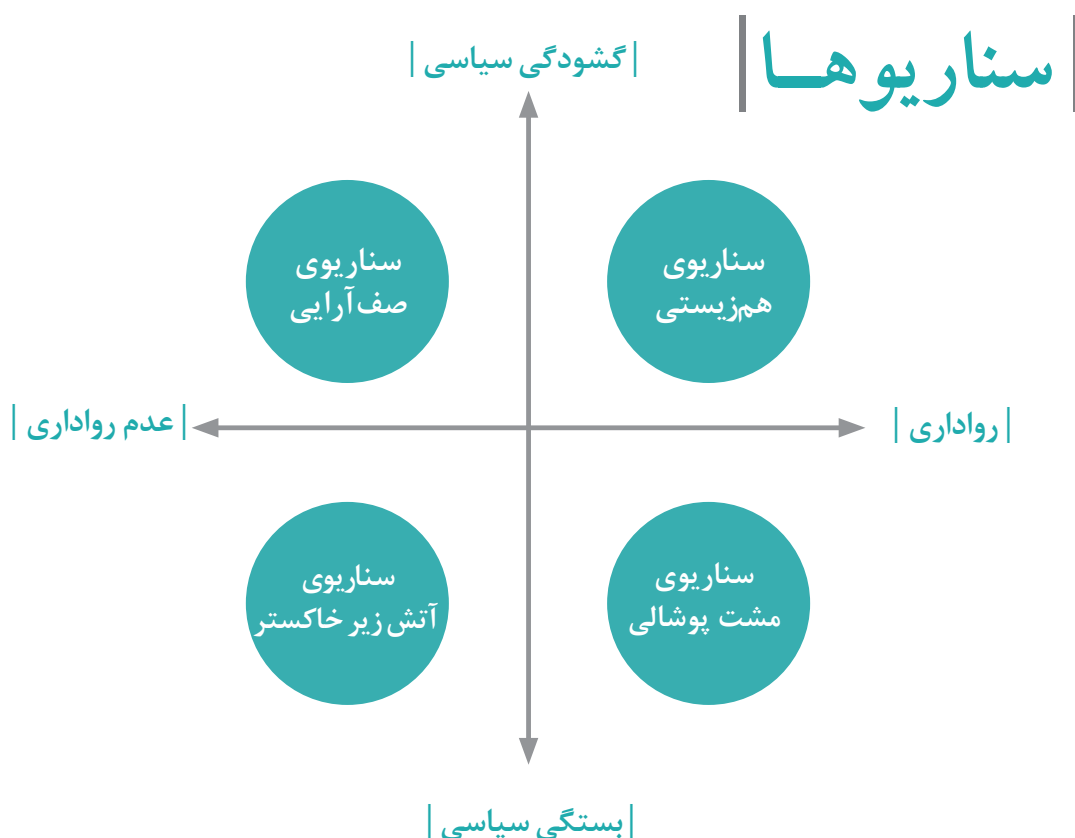 سناریوهــا
گشودگی سیاسی
سناریوی
هم‌زیستی
سناریوی
صف‌آرایی
رواداری
عدم رواداری
سناریوی
مشت پوشالی
سناریوی
آتش زیر خاکستر
بستگی سیاسی